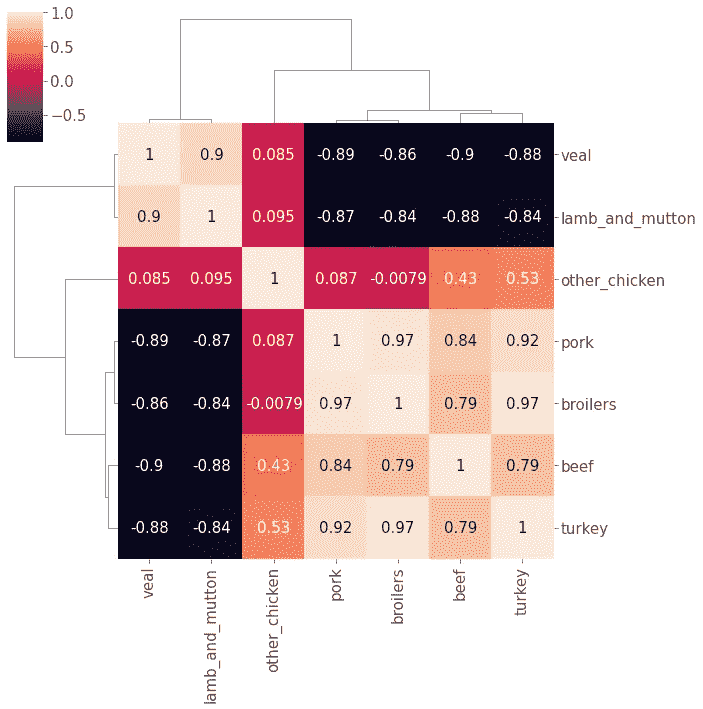 1.0
0.5
0.0
−0.5
1 0.9 0.085 -0.89 -0.86 -0.9 -0.88 veal
0.9 1 0.095 -0.87 -0.84 -0.88 -0.84 lamb_and_mutton
0.085 0.095 1 0.087 -0.0079 0.43 0.53 other_chicken
-0.89 -0.87 0.087 1 0.97 0.84 0.92 pork
-0.86 -0.84 -0.0079 0.97 1 0.79 0.97 broilers
-0.9 -0.88 0.43 0.84 0.79 1 0.79 beef
-0.88 -0.84 0.53 0.92 0.97 0.79 1 turkey
veal
lamb_and_mutton
other_chicken
pork
broilers
beef
turkey